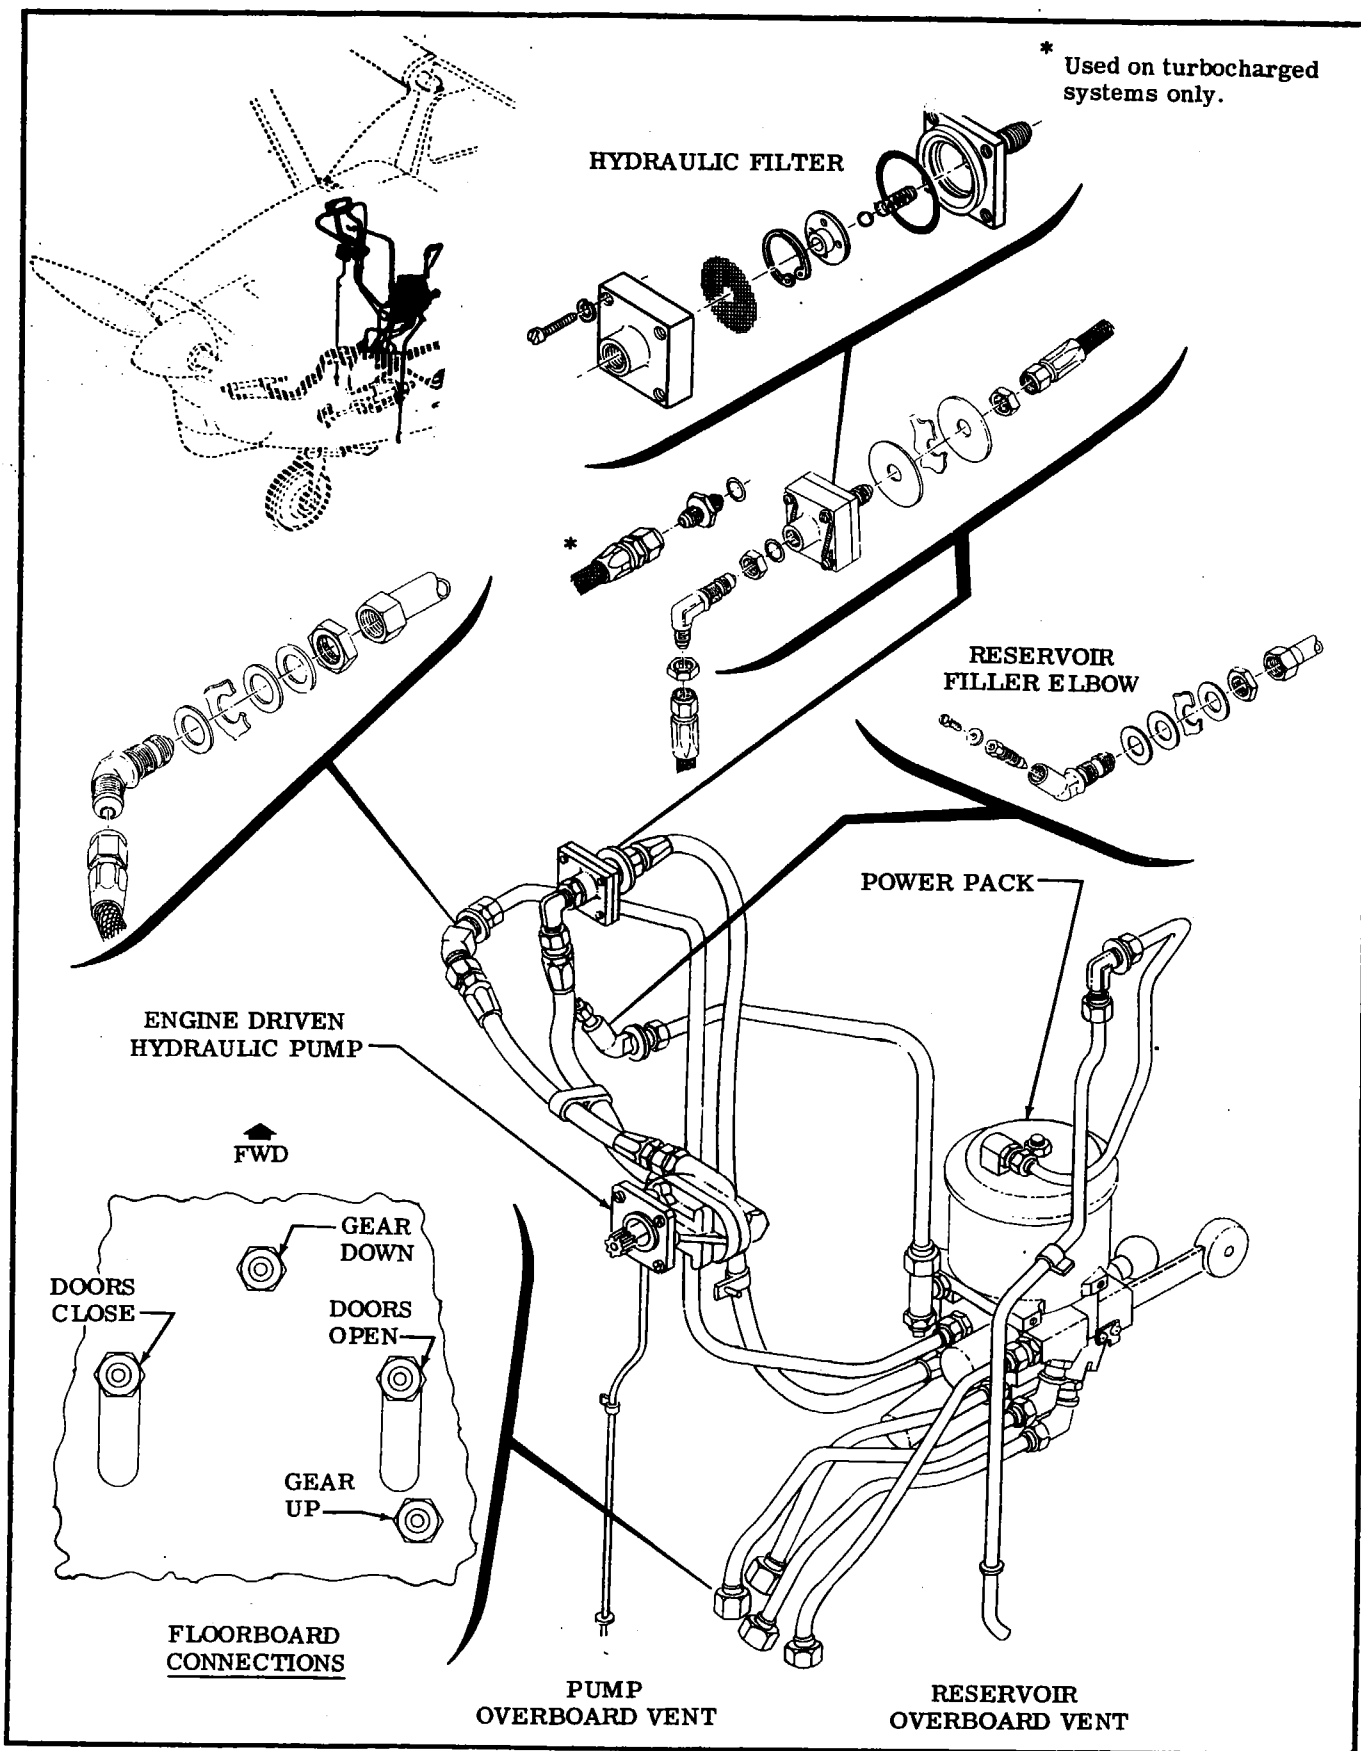 *
Used on turbocharged
systems only.
HYDRAULIC FILTER
*
RESERVOIR
FILLER ELBOW
POWER PACK
ENGINE DRIVEN
HYDRAULIC PUMP
FWD
GEAR
DOWN
DOORS
CLOSE
DOORS
OPEN
GEAR
UP
FLOORBOARD
CONNECTIONS
PUMP
OVERBOARD VENT
RESERVOIR
OVERBOARD VENT